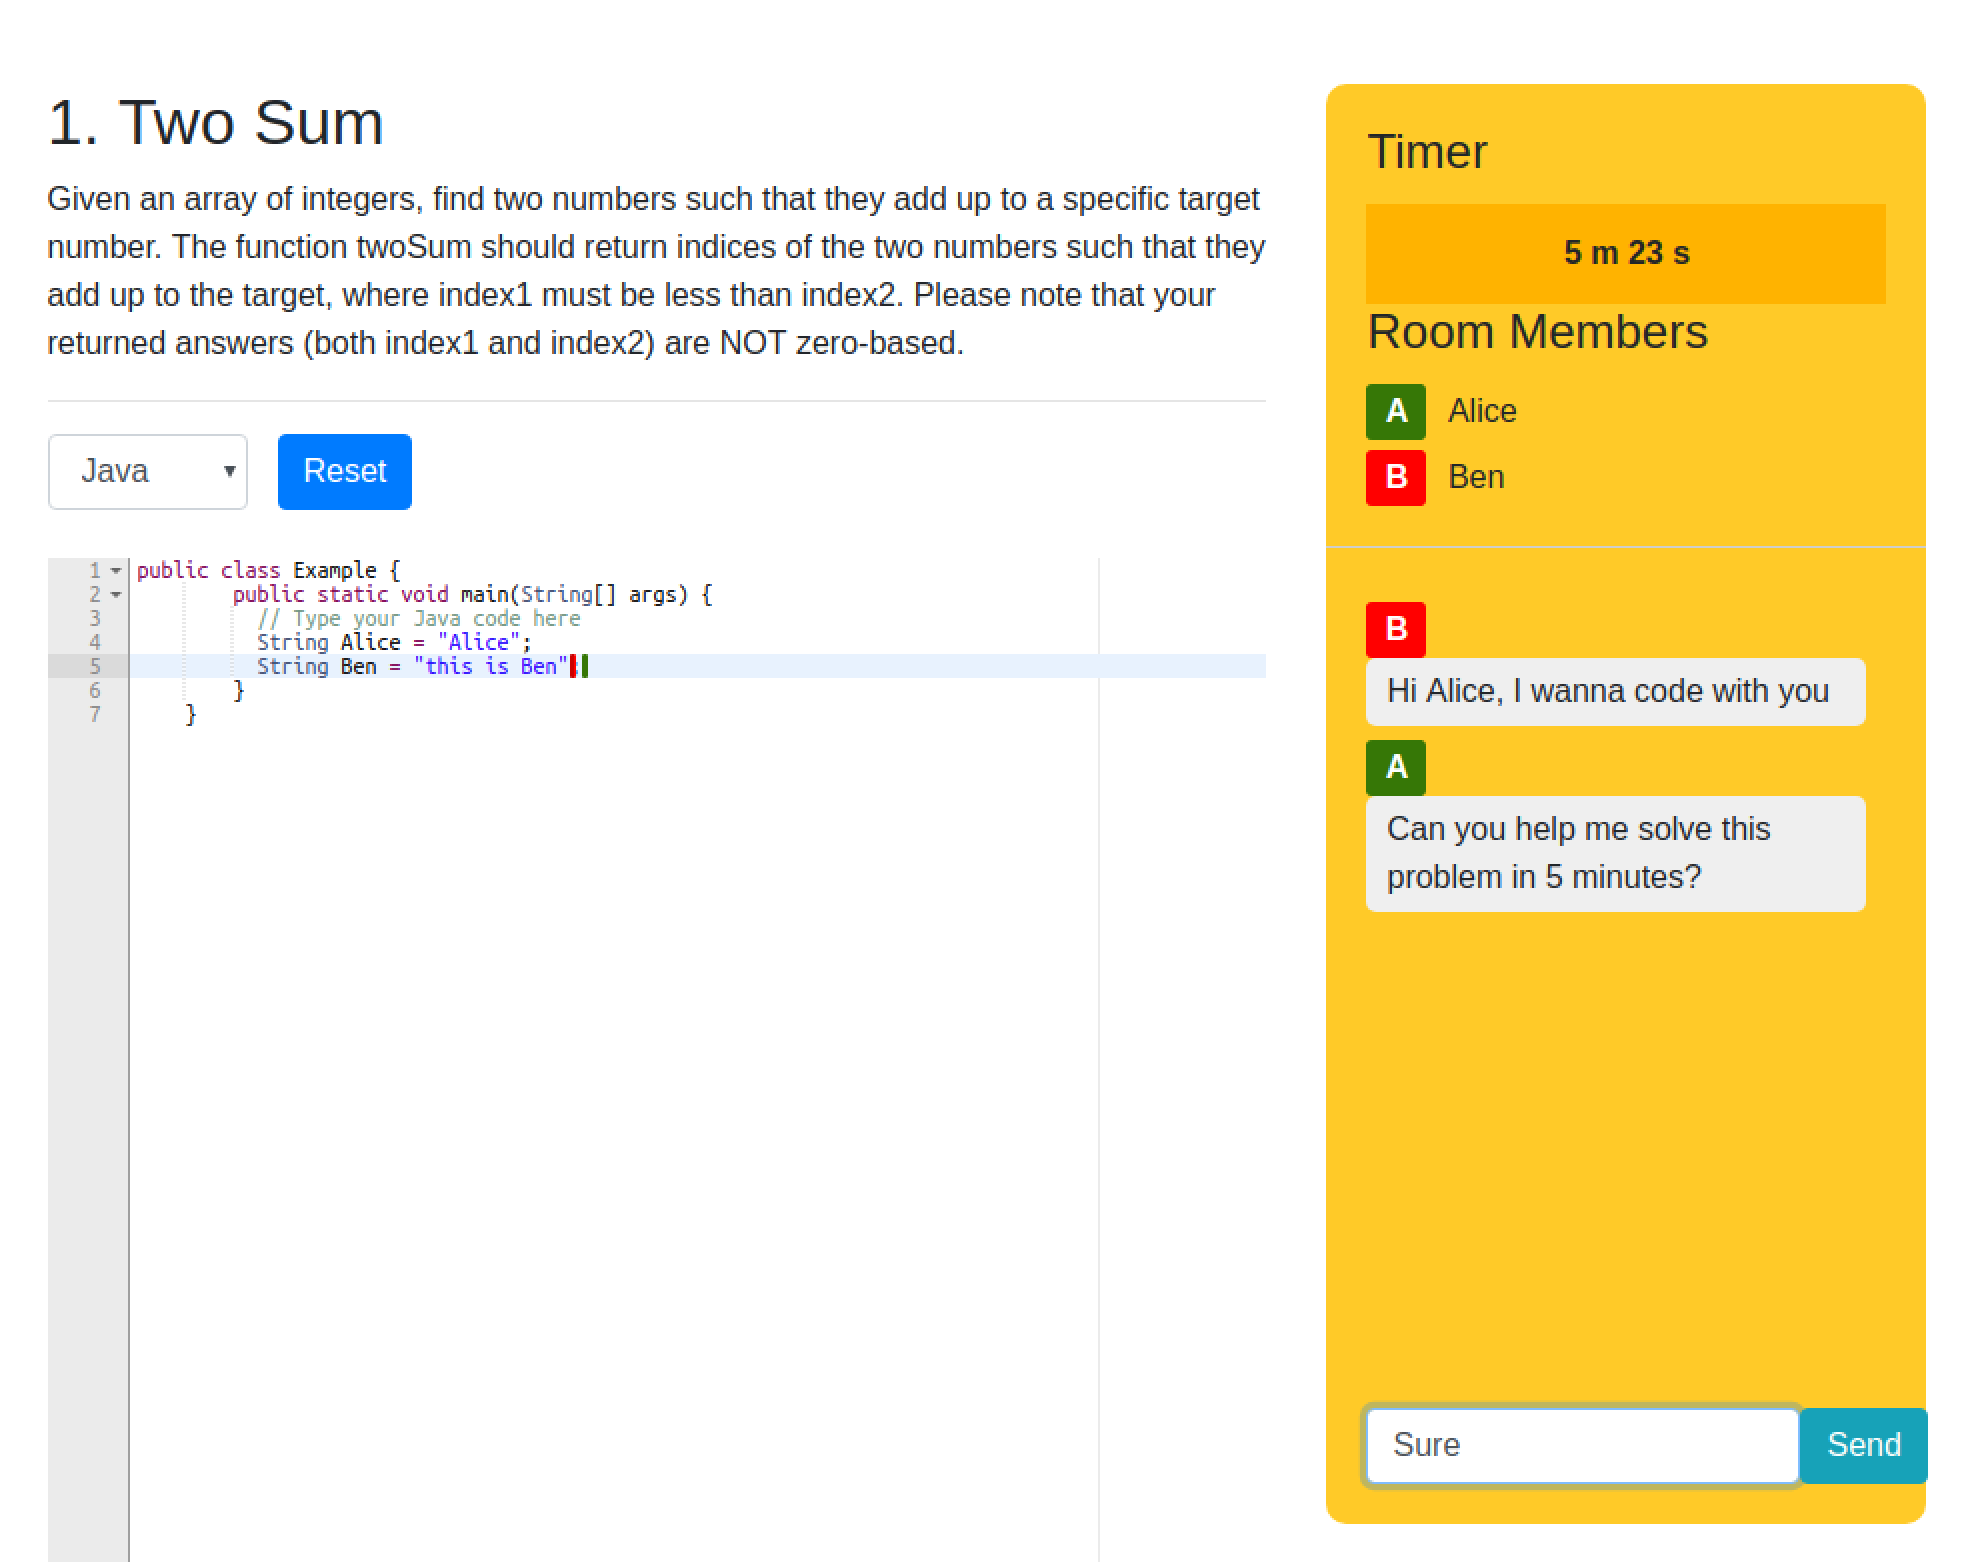 1. Two Sum
Given an array of integers, find two numbers such that they add up to a specific target
number. The function twoSum should return indices of the two numbers such that they
add up to the target, where index1 must be less than index2. Please note that your
returned answers (both index1 and index2) are NOT zero-based.
Java
Reset
1 public class Example {
2 public static void main(String[] args) {
3 // Type your Java code here
4 String Alice = "Alice";
5 String Ben = "this is Ben"
6 }
7 }
Timer
5 m 23 s
Room Members
A Alice
B Ben
B
Hi Alice, I wanna code with you
A
Can you help me solve this
problem in 5 minutes?
Sure
Send